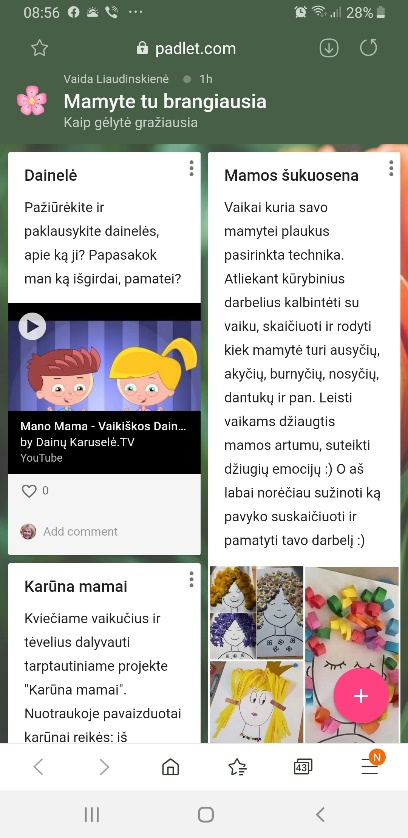 08:56
28%
padlet.com
Vaida Liaudinskienė 1h
Mamyte tu brangiausia
Kaip gėlytė gražiausia
Dainelė
Pažiūrėkite ir
paklausykite dainelės,
apie ką ji? Papasakok
man ką išgirdai, pamatei?
Mano Mama - Vaikiškos Dain...
by Dainų Karuselė.TV
YouTube
0
Add comment
Karūna mamai
Kviečiame vaikučius ir
tėvelius dalyvauti
tarptautiniame projekte
"Karūna mamai".
Nuotraukoje pavaizduotai
karūnai reikės: iš
Mamos šukuosena
Vaikai kuria savo
mamytei plaukus
pasirinkta technika.
Atliekant kūrybinius
darbelius kalbintėti su
vaiku, skaičiuoti ir rodyti
kiek mamytė turi ausyčių,
akyčių, burnyčių, nosyčių,
dantukų ir pan. Leisti
vaikams džiaugtis
mamos artumu, suteikti
džiugių emocijų :) O aš
labai norėčiau sužinoti ką
pavyko suskaičiuoti ir
pamatyti tavo darbelį :)
43
N